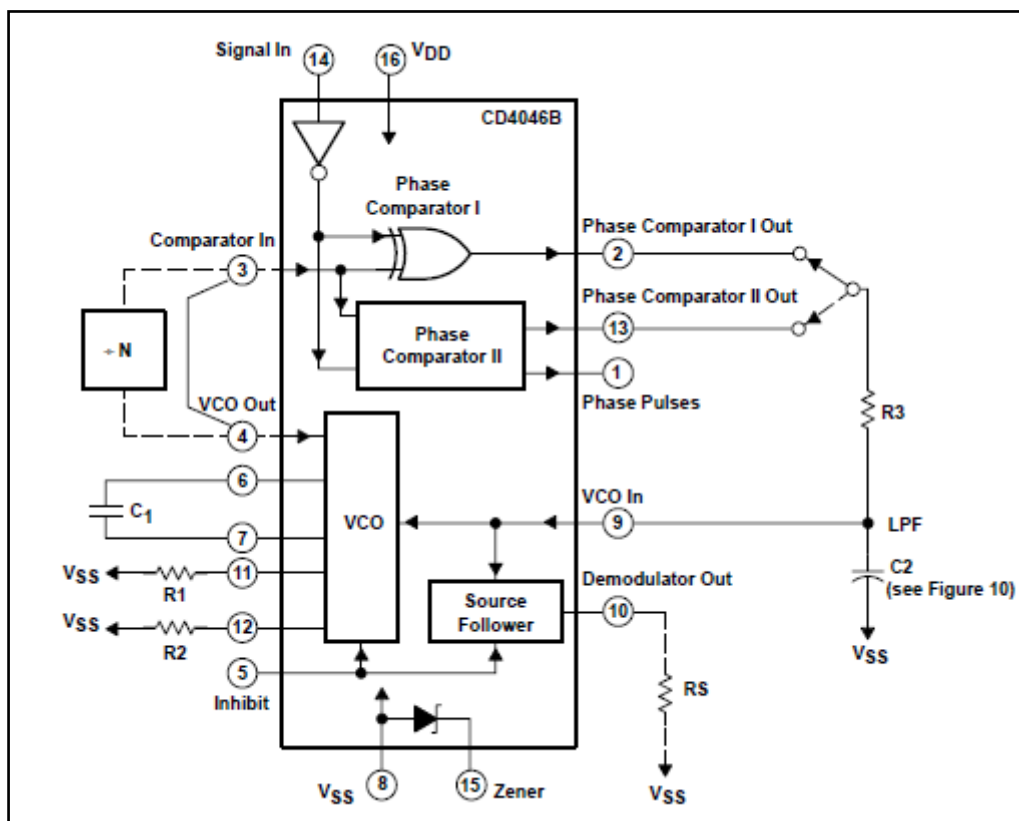 Signal In
14
16
VDD
CD4046B
Phase
Comparator I
Comparator In
3
Phase Comparator I Out
2
Phase Comparator II Out
13
÷ N
Phase
Comparator II
1
Phase Pulses
R3
VCO Out
4
6
C1
7
VCO
VCO In
9
LPF
VSS
R1
11
C2
(see Figure 10)
VSS
R2
12
Source
Follower
Demodulator Out
10
VSS
5
Inhibit
RS
VSS
8
15
Zener
VSS